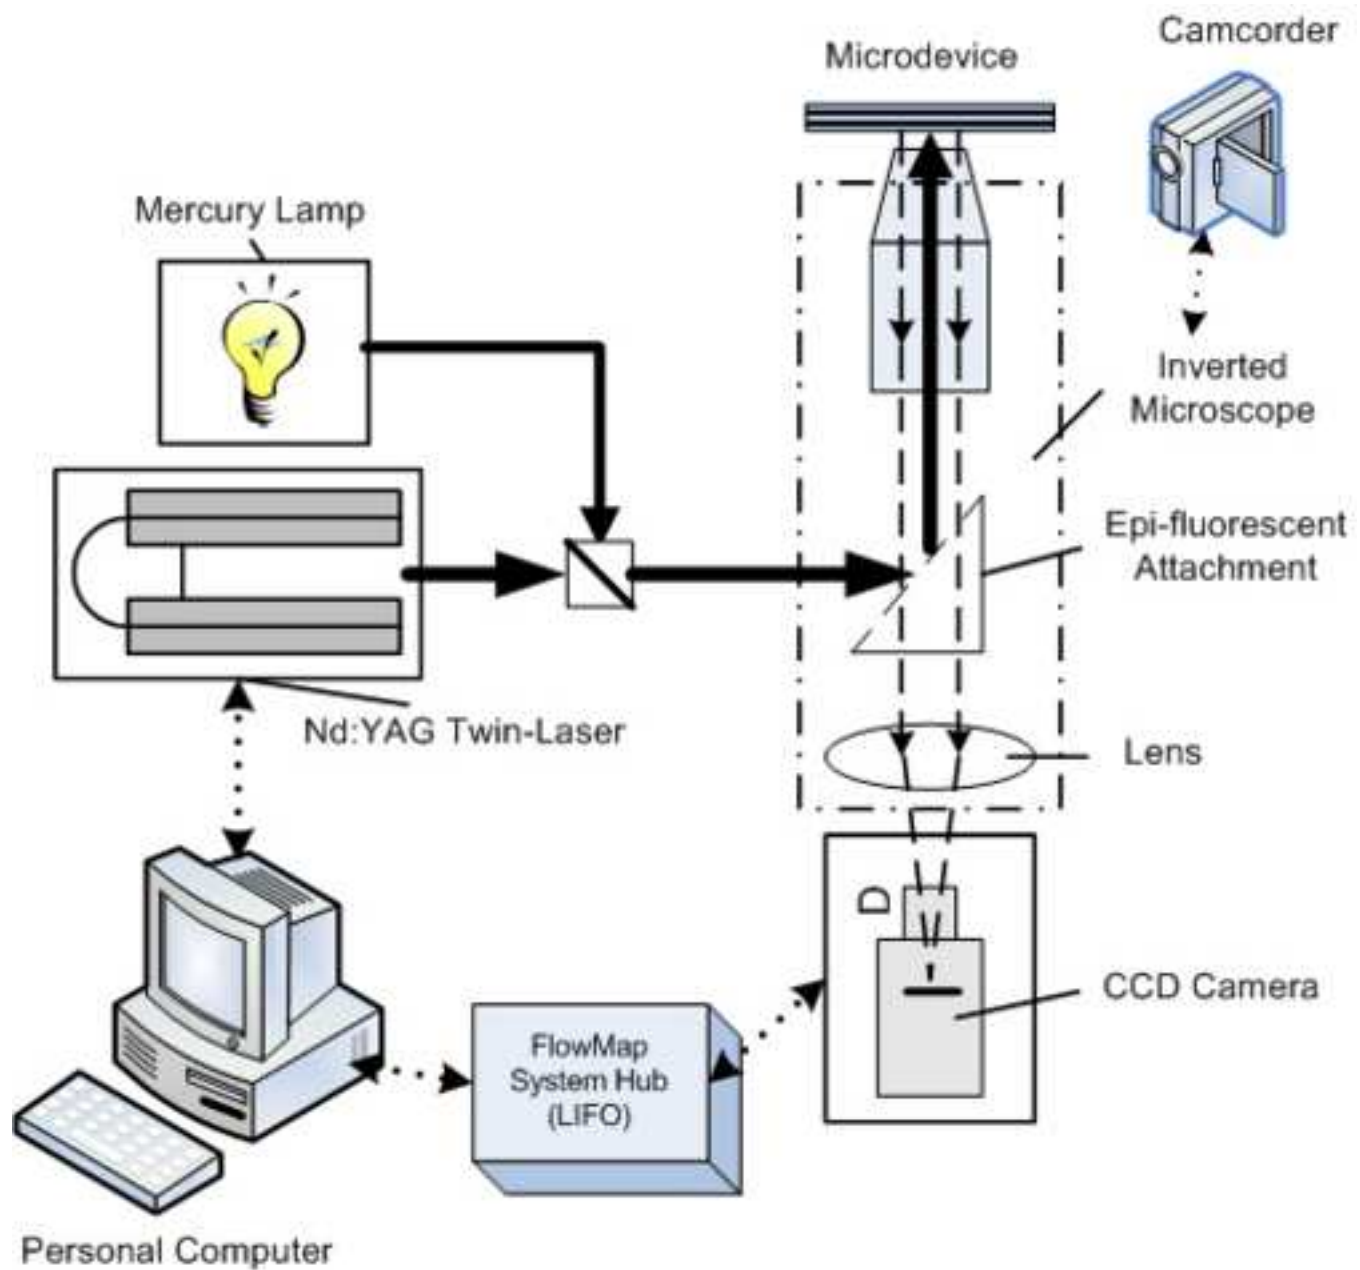 Camcorder
Microdevice
Mercury Lamp
Inverted
Microscope
Epi-fluorescent
Attachment
Nd:YAG Twin-Laser
Lens
D
CCD Camera
FlowMap
System Hub
(LIFO)
Personal Computer